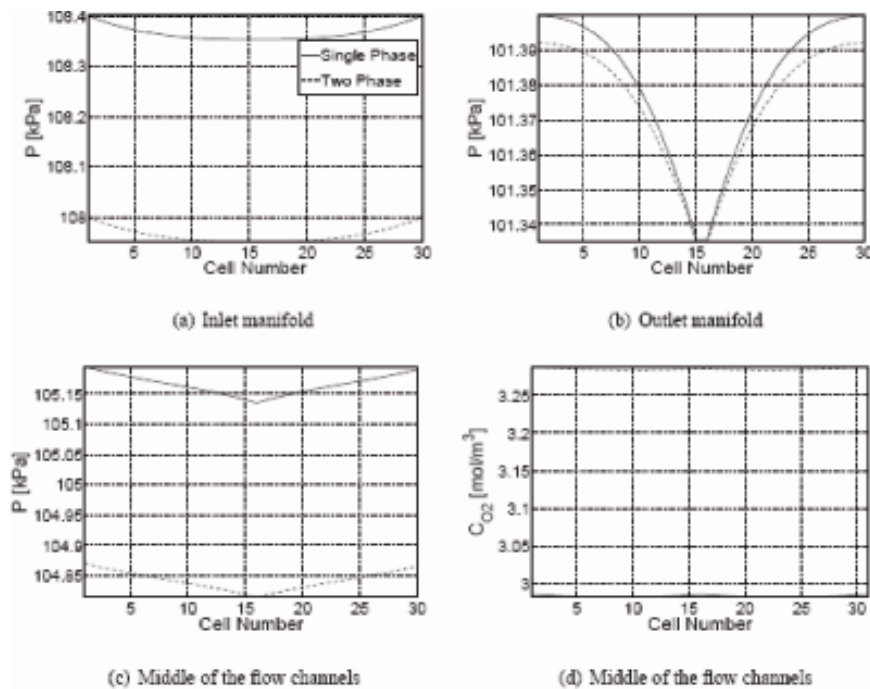 108.4
108.3
108.2
108.1
108
P [kPa]
Single Phase
Two Phase
5 10 15 20 25 30
Cell Number
(a) Inlet manifold
101.39
101.38
101.37
101.36
101.35
101.34
P [kPa]
5 10 15 20 25 30
Cell Number
(b) Outlet manifold
105.15
105.1
105.05
105
104.95
104.9
104.85
P [kPa]
5 10 15 20 25 30
Cell Number
(c) Middle of the flow channels
3.25
3.2
3.15
3.1
3.05
3
C_O2 [mol/m³]
5 10 15 20 25 30
Cell Number
(d) Middle of the flow channels